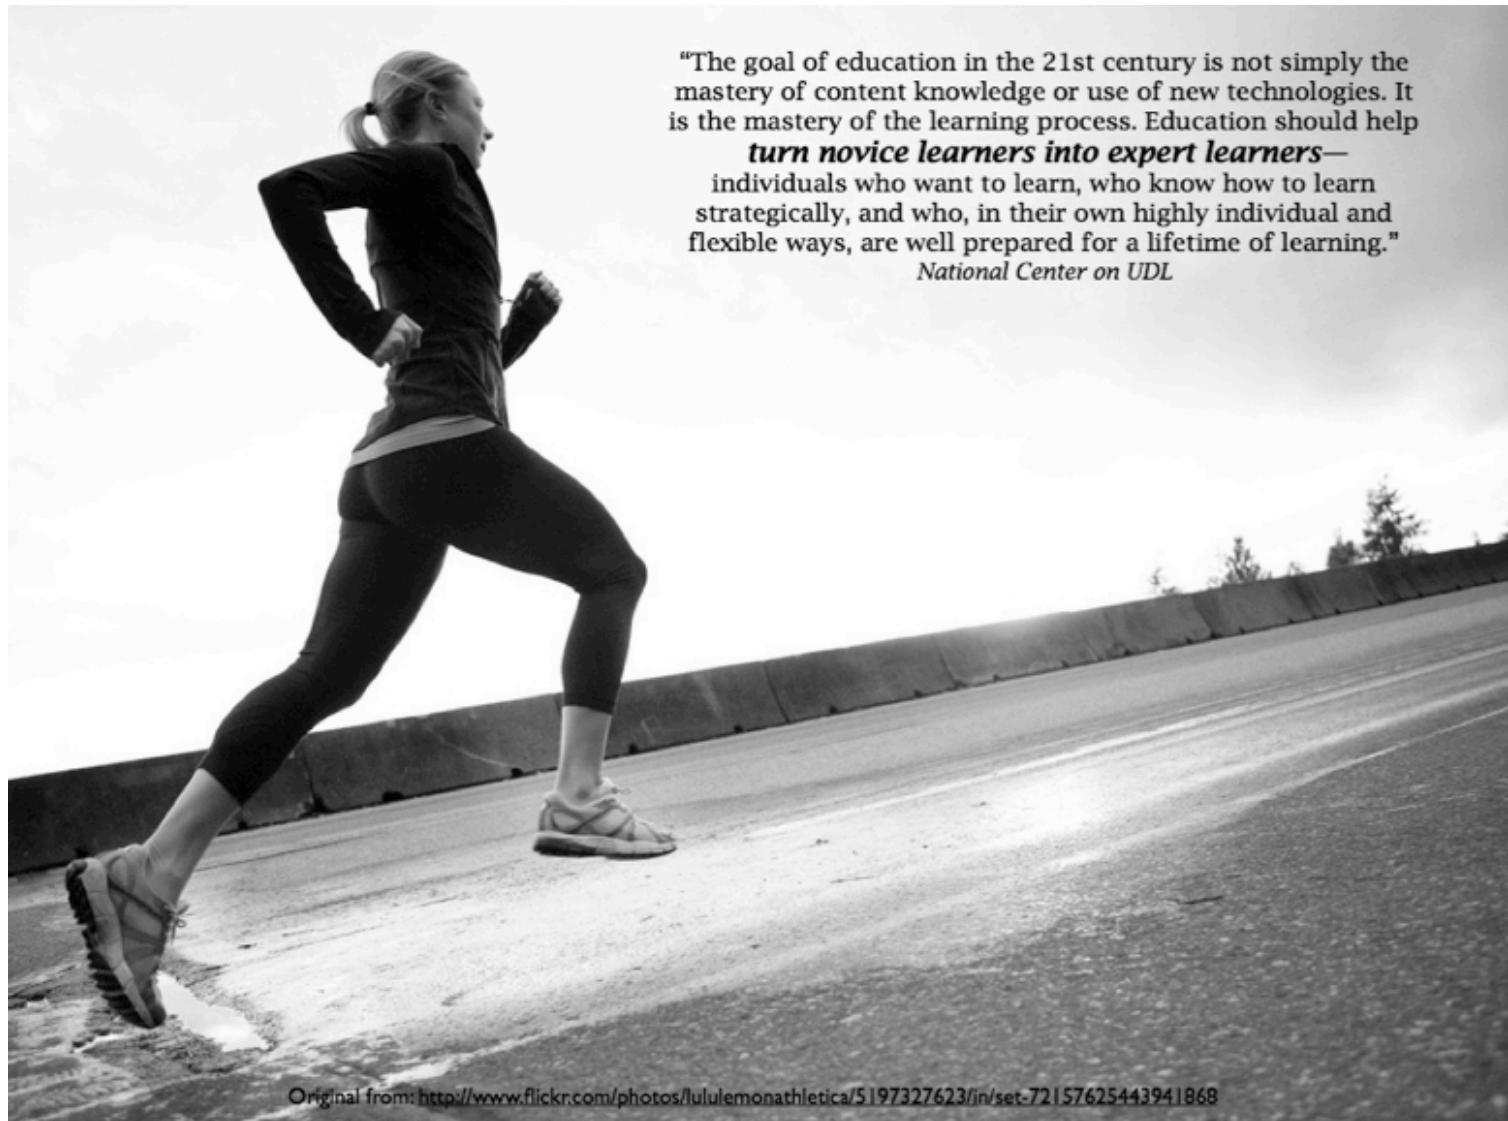 “The goal of education in the 21st century is not simply the
mastery of content knowledge or use of new technologies. It
is the mastery of the learning process. Education should help
turn novice learners into expert learners—
individuals who want to learn, who know how to learn
strategically, and who, in their own highly individual and
flexible ways, are well prepared for a lifetime of learning.”
National Center on UDL
Original from: http://www.flickr.com/photos/lululemonathletica/5197327623/in/set-72157625443941868